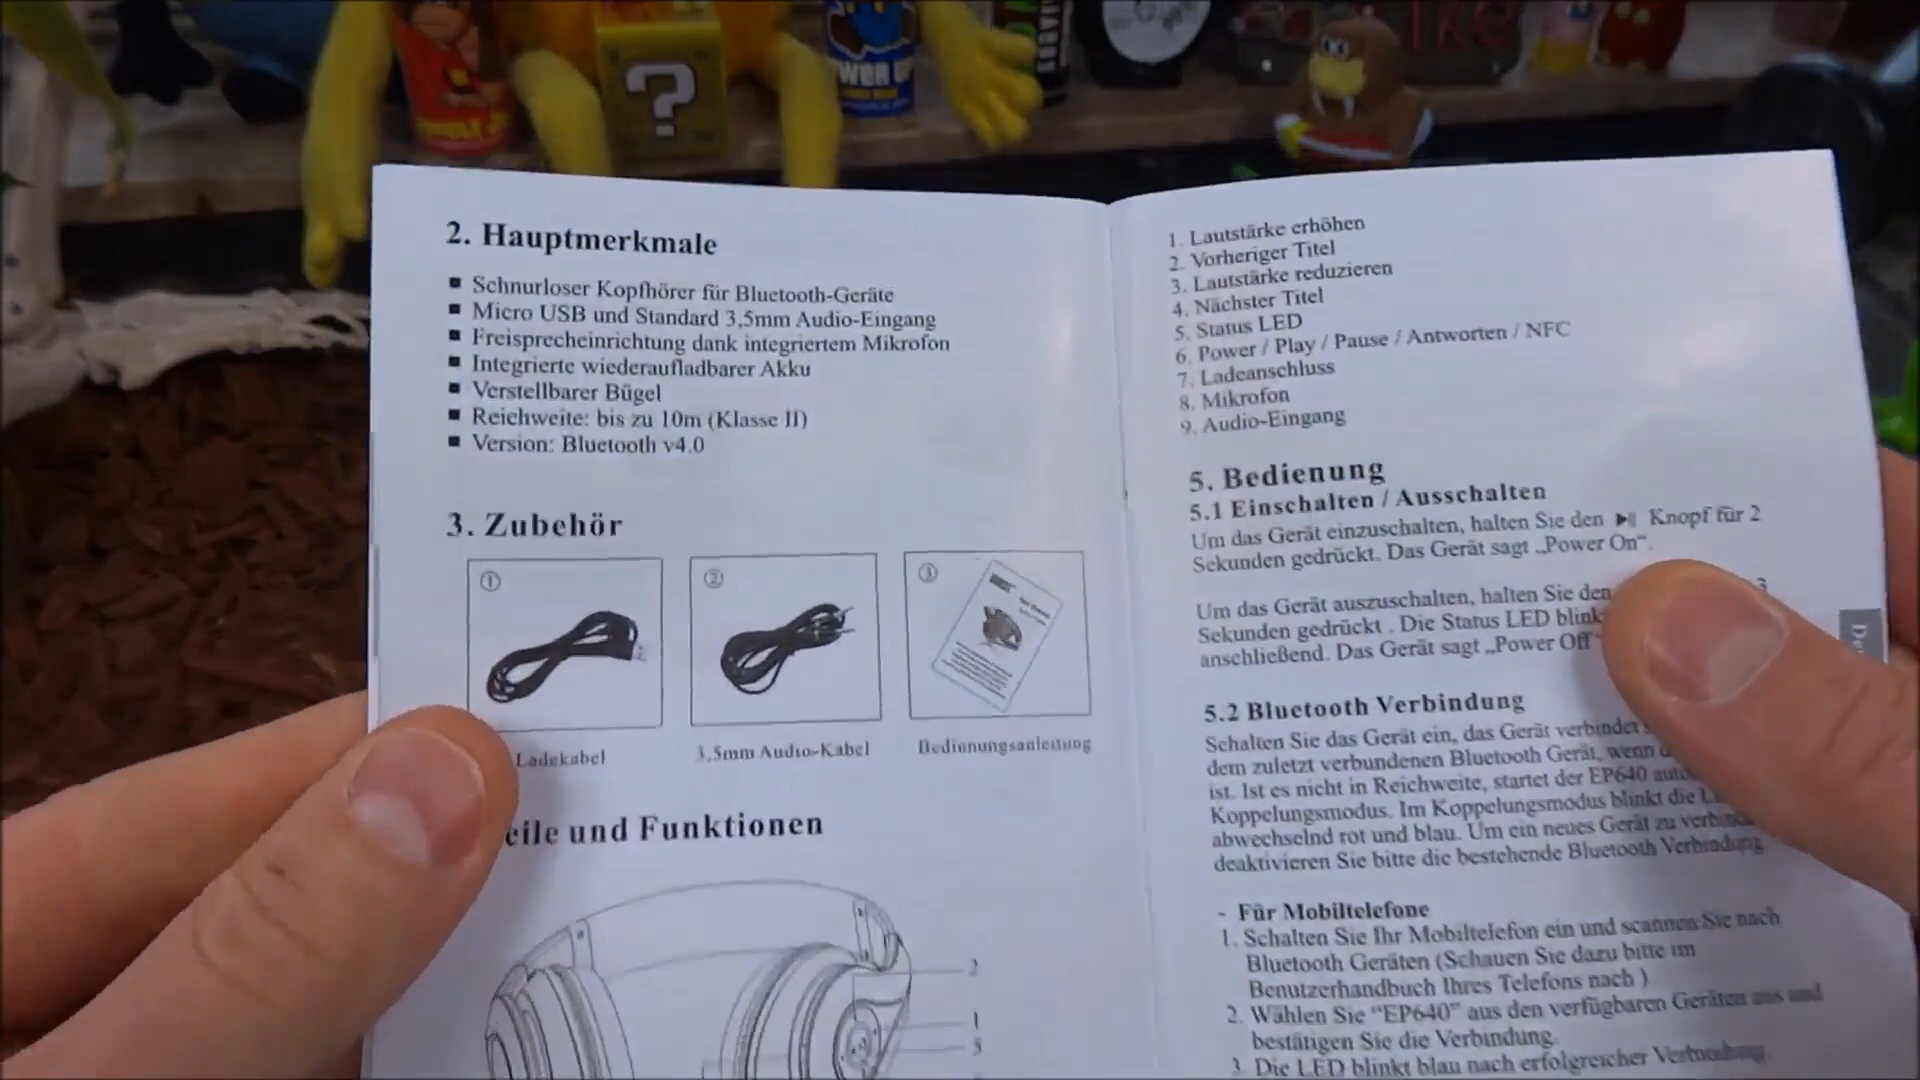 ?
WER U
2. Hauptmerkmale
Schnurloser Kopfhörer für Bluetooth-Geräte
Micro USB und Standard 3,5mm Audio-Eingang
Freisprecheinrichtung dank integriertem Mikrofon
Integrierte wiederaufladbarer Akku
Verstellbarer Bügel
Reichweite: bis zu 10m (Klasse II)
Version: Bluetooth v4.0
3. Zubehör
① ② ③
Ladekabel 3,5mm Audio-Kabel Bedienungsanleitung
eile und Funktionen
2
1
5
1. Lautstärke erhöhen
2. Vorheriger Titel
3. Lautstärke reduzieren
4. Nächster Titel
5. Status LED
6. Power / Play / Pause / Antworten / NFC
7. Ladeanschluss
8. Mikrofon
9. Audio-Eingang
5. Bedienung
5.1 Einschalten / Ausschalten
Um das Gerät einzuschalten, halten Sie den Knopf für 2
Sekunden gedrückt. Das Gerät sagt „Power On“.
Um das Gerät auszuschalten, halten Sie den 3
Sekunden gedrückt . Die Status LED blink
anschließend. Das Gerät sagt „Power Off“
5.2 Bluetooth Verbindung
Schalten Sie das Gerät ein, das Gerät verbindet s
dem zuletzt verbundenen Bluetooth Gerät, wenn
ist. Ist es nicht in Reichweite, startet der EP640 auto
Koppelungsmodus. Im Koppelungsmodus blinkt die L
abwechselnd rot und blau. Um ein neues Gerät zu verbinde
deaktivieren Sie bitte die bestehende Bluetooth Verbindung
- Für Mobiltelefone
1. Schalten Sie Ihr Mobiltelefon ein und scannen Sie nach
Bluetooth Geräten (Schauen Sie dazu bitte im
Benutzerhandbuch Ihres Telefons nach )
2. Wählen Sie “EP640” aus den verfügbaren Geräten aus und
bestätigen Sie die Verbindung.
3. Die LED blinkt blau nach erfolgreicher Verbindung
De